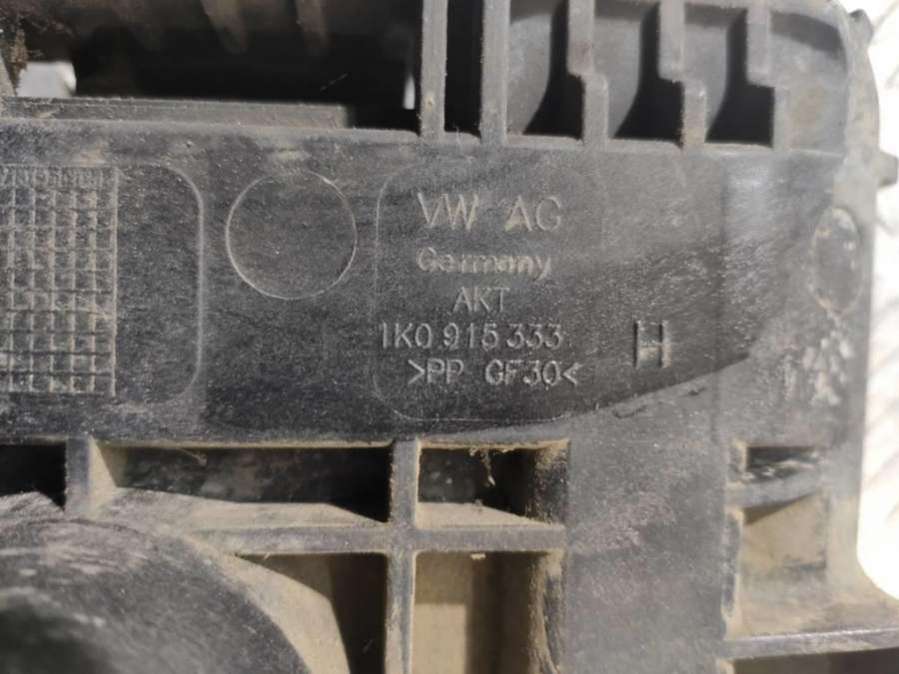 VW AG
Germany
AKT
1K0 915 333 H
>PP GF30<